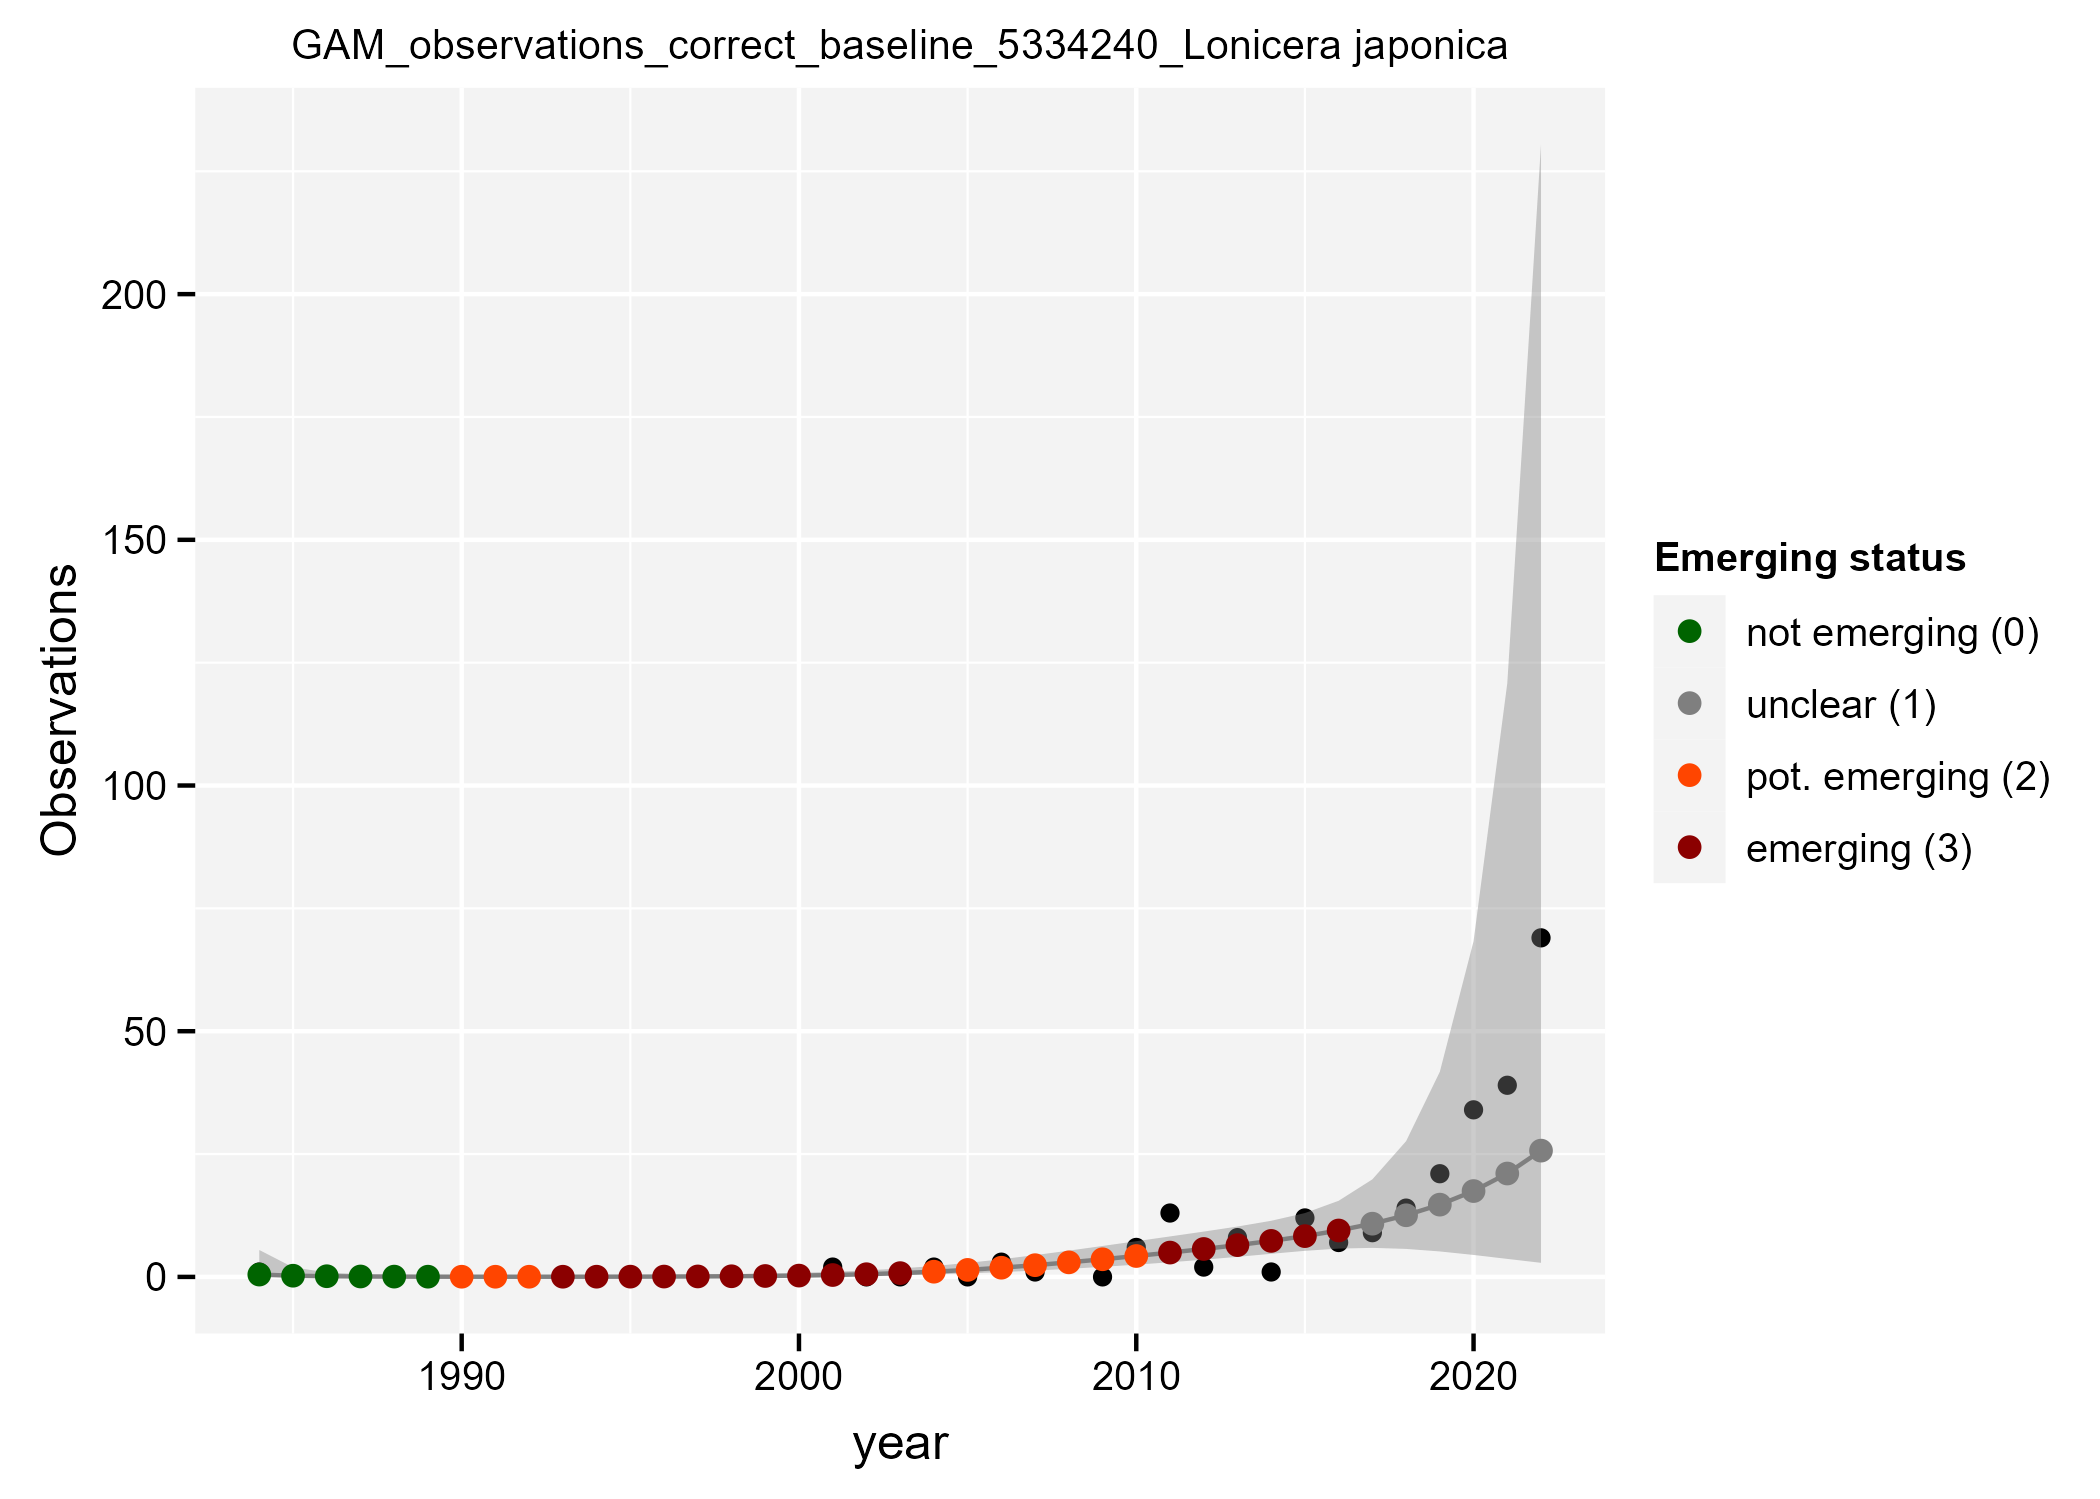 GAM_observations_correct_baseline_5334240_Lonicera japonica
Observations
200
150
100
50
0
1990 2000 2010 2020
year
Emerging status
not emerging (0)
unclear (1)
pot. emerging (2)
emerging (3)